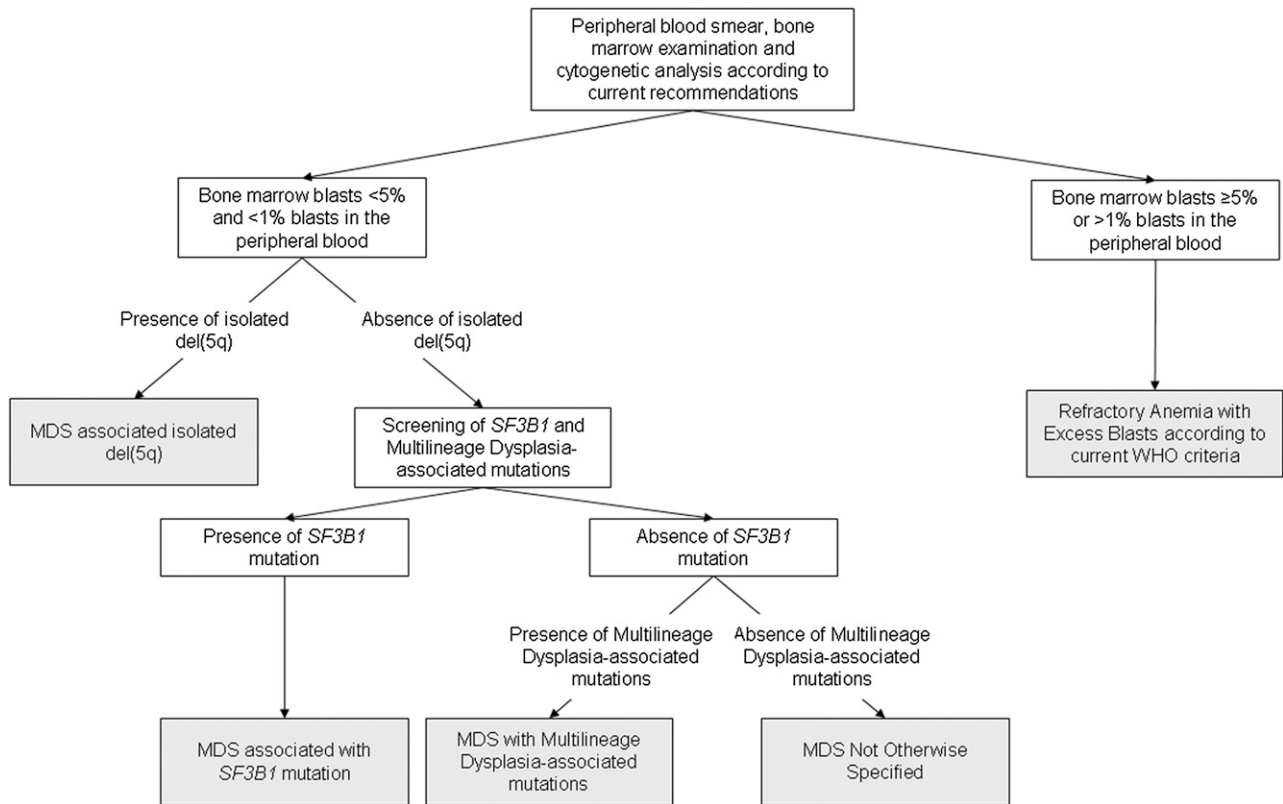 Peripheral blood smear, bone
marrow examination and
cytogenetic analysis according to
current recommendations
Bone marrow blasts <5%
and <1% blasts in the
peripheral blood
Bone marrow blasts ≥5%
or >1% blasts in the
peripheral blood
Presence of isolated
del(5q)
Absence of isolated
del(5q)
MDS associated isolated
del(5q)
Screening of SF3B1 and
Multilineage Dysplasia-
associated mutations
Refractory Anemia with
Excess Blasts according to
current WHO criteria
Presence of SF3B1
mutation
Absence of SF3B1
mutation
Presence of Multilineage
Dysplasia-associated
mutations
Absence of Multilineage
Dysplasia-associated
mutations
MDS associated with
SF3B1 mutation
MDS with Multilineage
Dysplasia-associated
mutations
MDS Not Otherwise
Specified